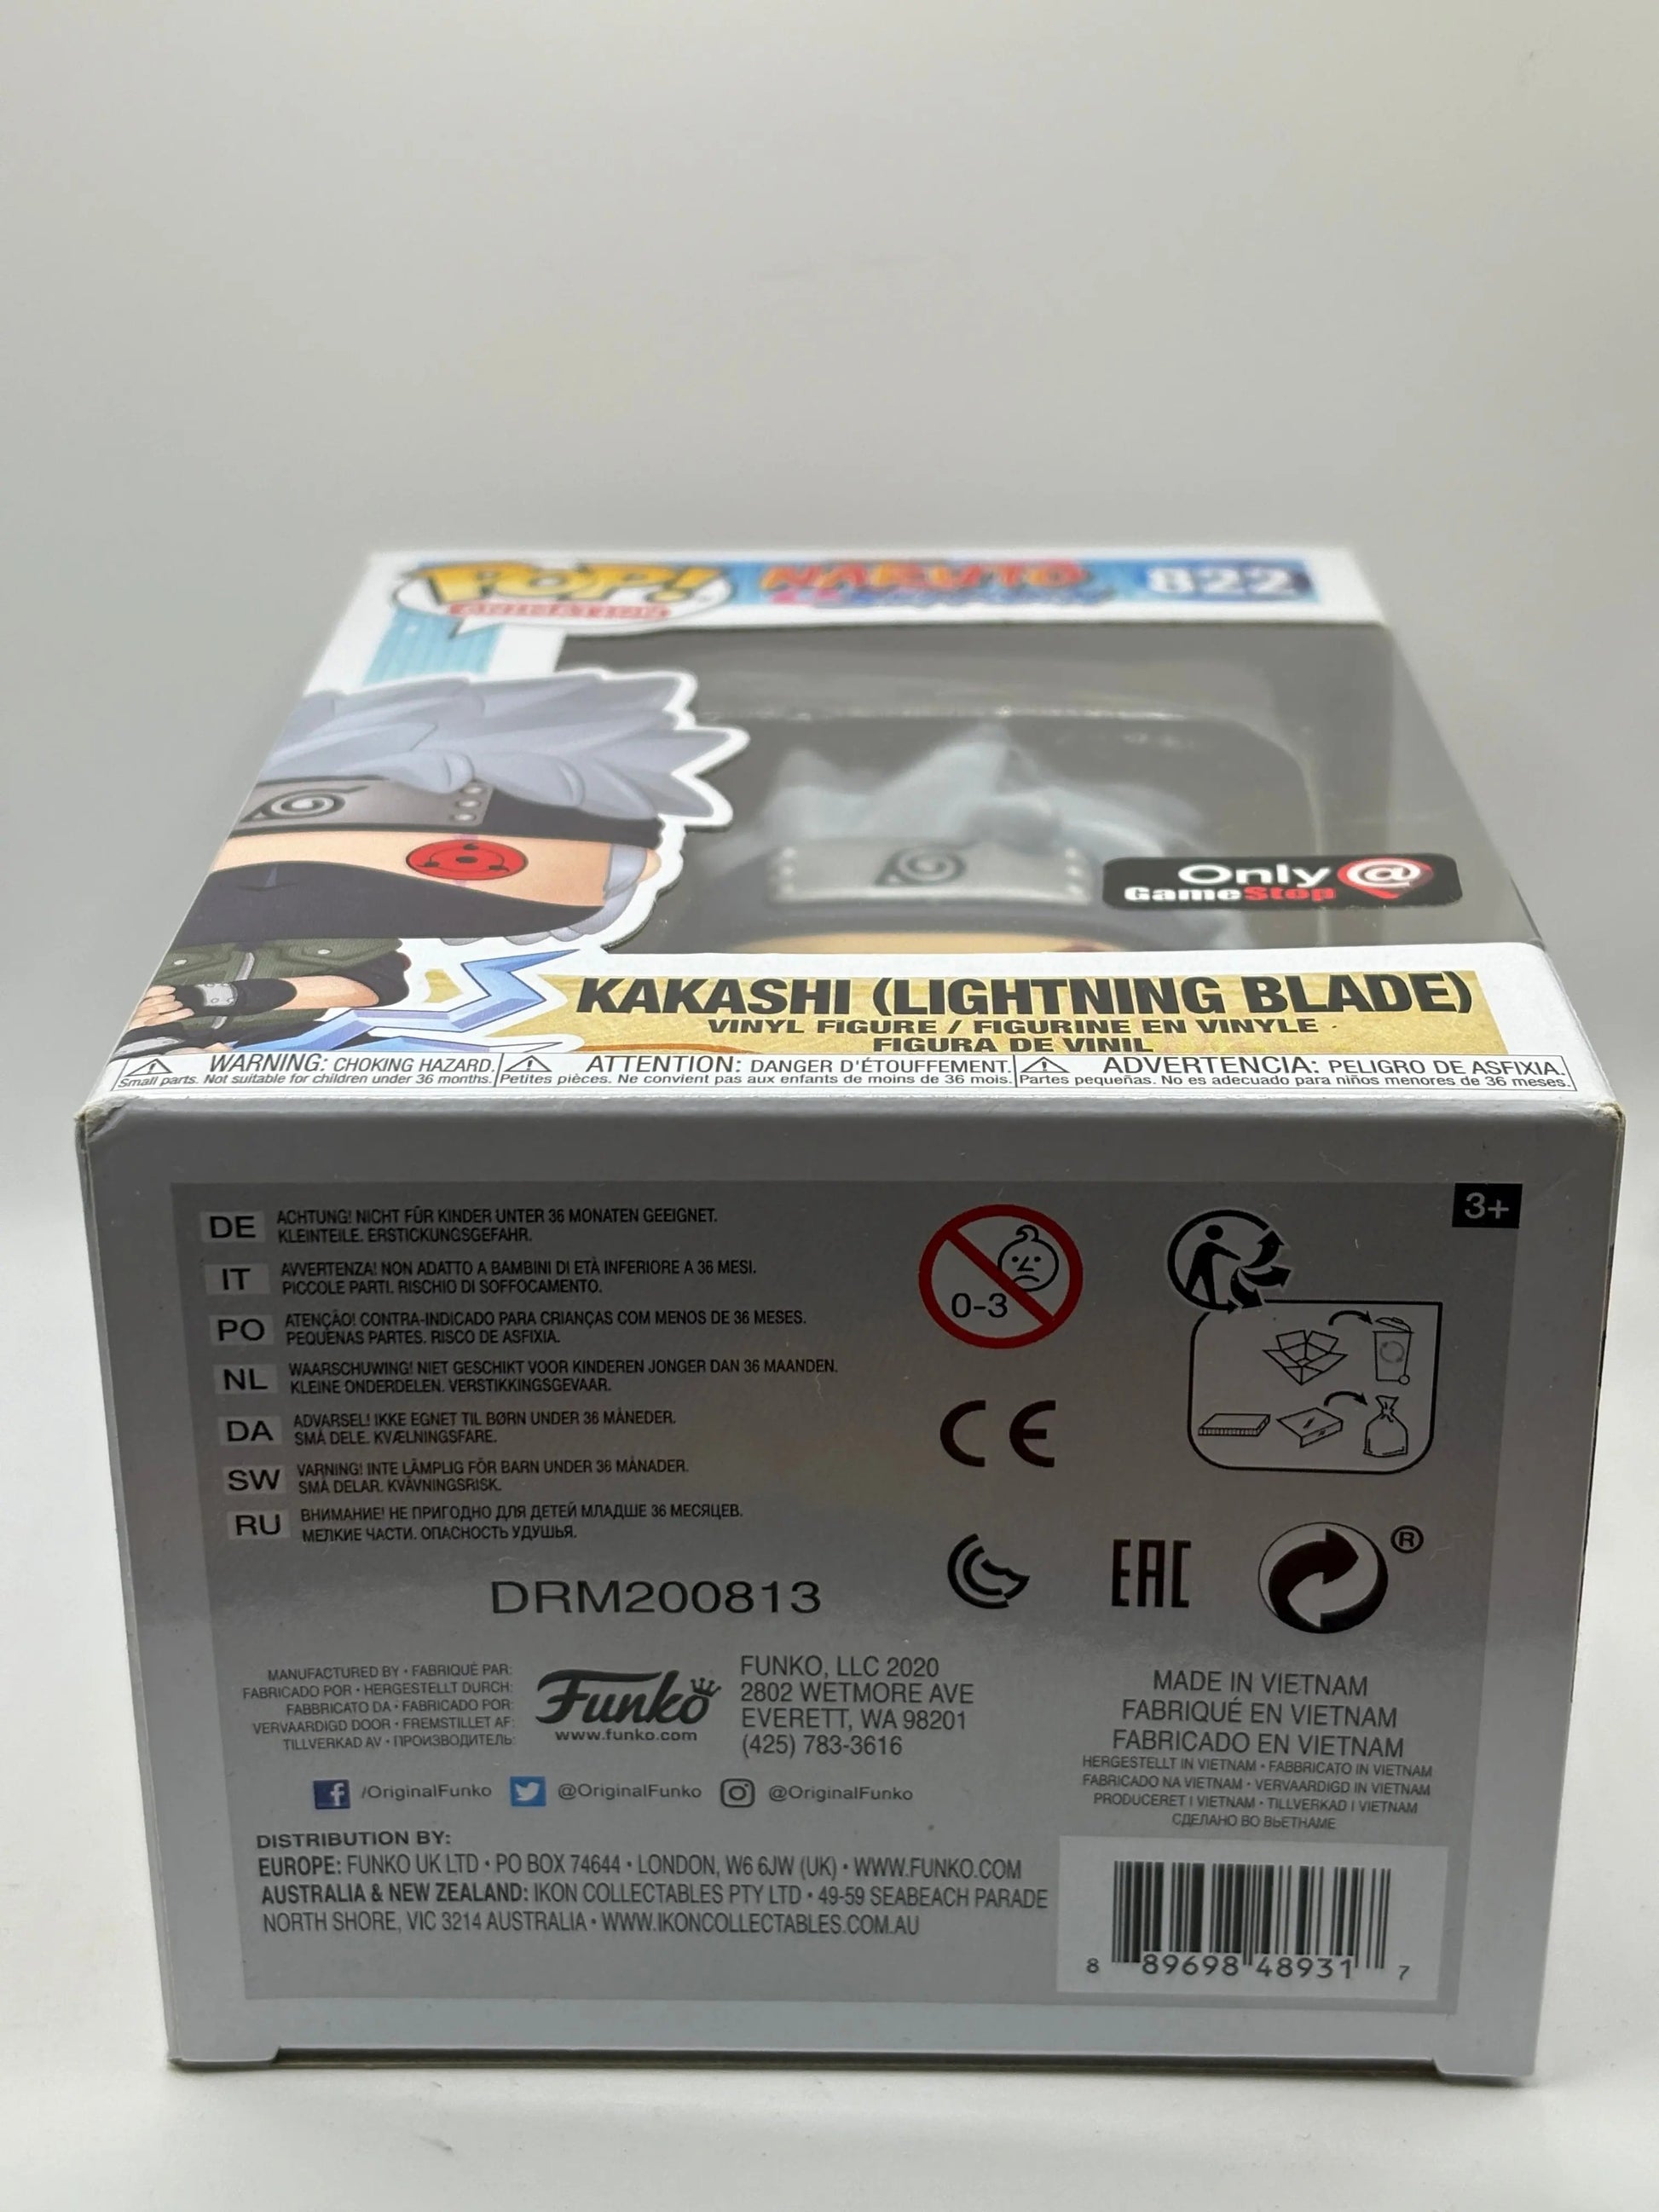 POP!
ANIMATION
NARUTO
822
Only @
GameStop
KAKASHI (LIGHTNING BLADE)
VINYL FIGURE / FIGURINE EN VINYLE
FIGURA DE VINIL
WARNING: CHOKING HAZARD.
Small parts. Not suitable for children under 36 months.
ATTENTION: DANGER D'ÉTOUFFEMENT.
Petites pièces. Ne convient pas aux enfants de moins de 36 mois.
ADVERTENCIA: PELIGRO DE ASFIXIA.
Partes pequeñas. No es adecuado para niños menores de 36 meses.
3+
DE ACHTUNG! NICHT FÜR KINDER UNTER 36 MONATEN GEEIGNET.
KLEINTEILE. ERSTICKUNGSGEFAHR.
IT AVVERTENZA! NON ADATTO A BAMBINI DI ETÀ INFERIORE A 36 MESI.
PICCOLE PARTI. RISCHIO DI SOFFOCAMENTO.
PO ATENÇÃO! CONTRA-INDICADO PARA CRIANÇAS COM MENOS DE 36 MESES.
PEQUENAS PARTES. RISCO DE ASFIXIA.
NL WAARSCHUWING! NIET GESCHIKT VOOR KINDEREN JONGER DAN 36 MAANDEN.
KLEINE ONDERDELEN. VERSTIKKINGSGEVAAR.
DA ADVARSEL! IKKE EGNET TIL BØRN UNDER 36 MÅNEDER.
SMÅ DELE. KVÆLNINGSFARE.
SW VARNING! INTE LÄMPLIG FÖR BARN UNDER 36 MÅNADER.
SMÅ DELAR. KVÄVNINGSRISK.
RU ВНИМАНИЕ! НЕ ПРИГОДНО ДЛЯ ДЕТЕЙ МЛАДШЕ 36 МЕСЯЦЕВ.
МЕЛКИЕ ЧАСТИ. ОПАСНОСТЬ УДУШЬЯ.
0-3
CE
EAC
®
DRM200813
MANUFACTURED BY • FABRIQUÉ PAR:
FABRICADO POR • HERGESTELLT DURCH:
FABBRICATO DA • FABRICADO POR:
VERVAARDIGD DOOR • FREMSTILLET AF:
TILLVERKAD AV • ПРОИЗВОДИТЕЛЬ:
Funko
www.funko.com
FUNKO, LLC 2020
2802 WETMORE AVE
EVERETT, WA 98201
(425) 783-3616
/OriginalFunko @OriginalFunko @OriginalFunko
MADE IN VIETNAM
FABRIQUÉ EN VIETNAM
FABRICADO EN VIETNAM
HERGESTELLT IN VIETNAM • FABBRICATO IN VIETNAM
FABRICADO NA VIETNAM • VERVAARDIGD IN VIETNAM
PRODUCERET I VIETNAM • TILLVERKAD I VIETNAM
СДЕЛАНО ВО ВЬЕТНАМЕ
DISTRIBUTION BY:
EUROPE: FUNKO UK LTD • PO BOX 74644 • LONDON, W6 6JW (UK) • WWW.FUNKO.COM
AUSTRALIA & NEW ZEALAND: IKON COLLECTABLES PTY LTD • 49-59 SEABEACH PARADE
NORTH SHORE, VIC 3214 AUSTRALIA • WWW.IKONCOLLECTABLES.COM.AU
8 89698 48931 7